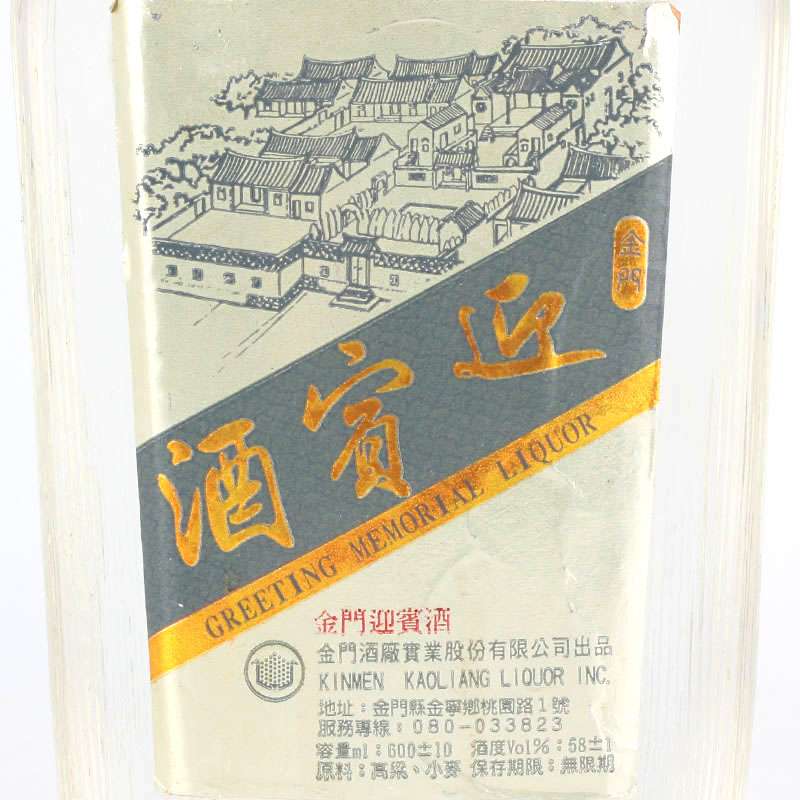 金門
迎賓酒
GREETING MEMORIAE LIQUOR
金門迎賓酒
金門酒廠實業股份有限公司出品
KINMEN KAOLIANG LIQUOR INC.
地址：金門縣金寧鄉桃園路1號
服務專線：080-033823
容量ml：600±10 酒度Vol%：58±1
原料：高粱、小麥 保存期限：無限期